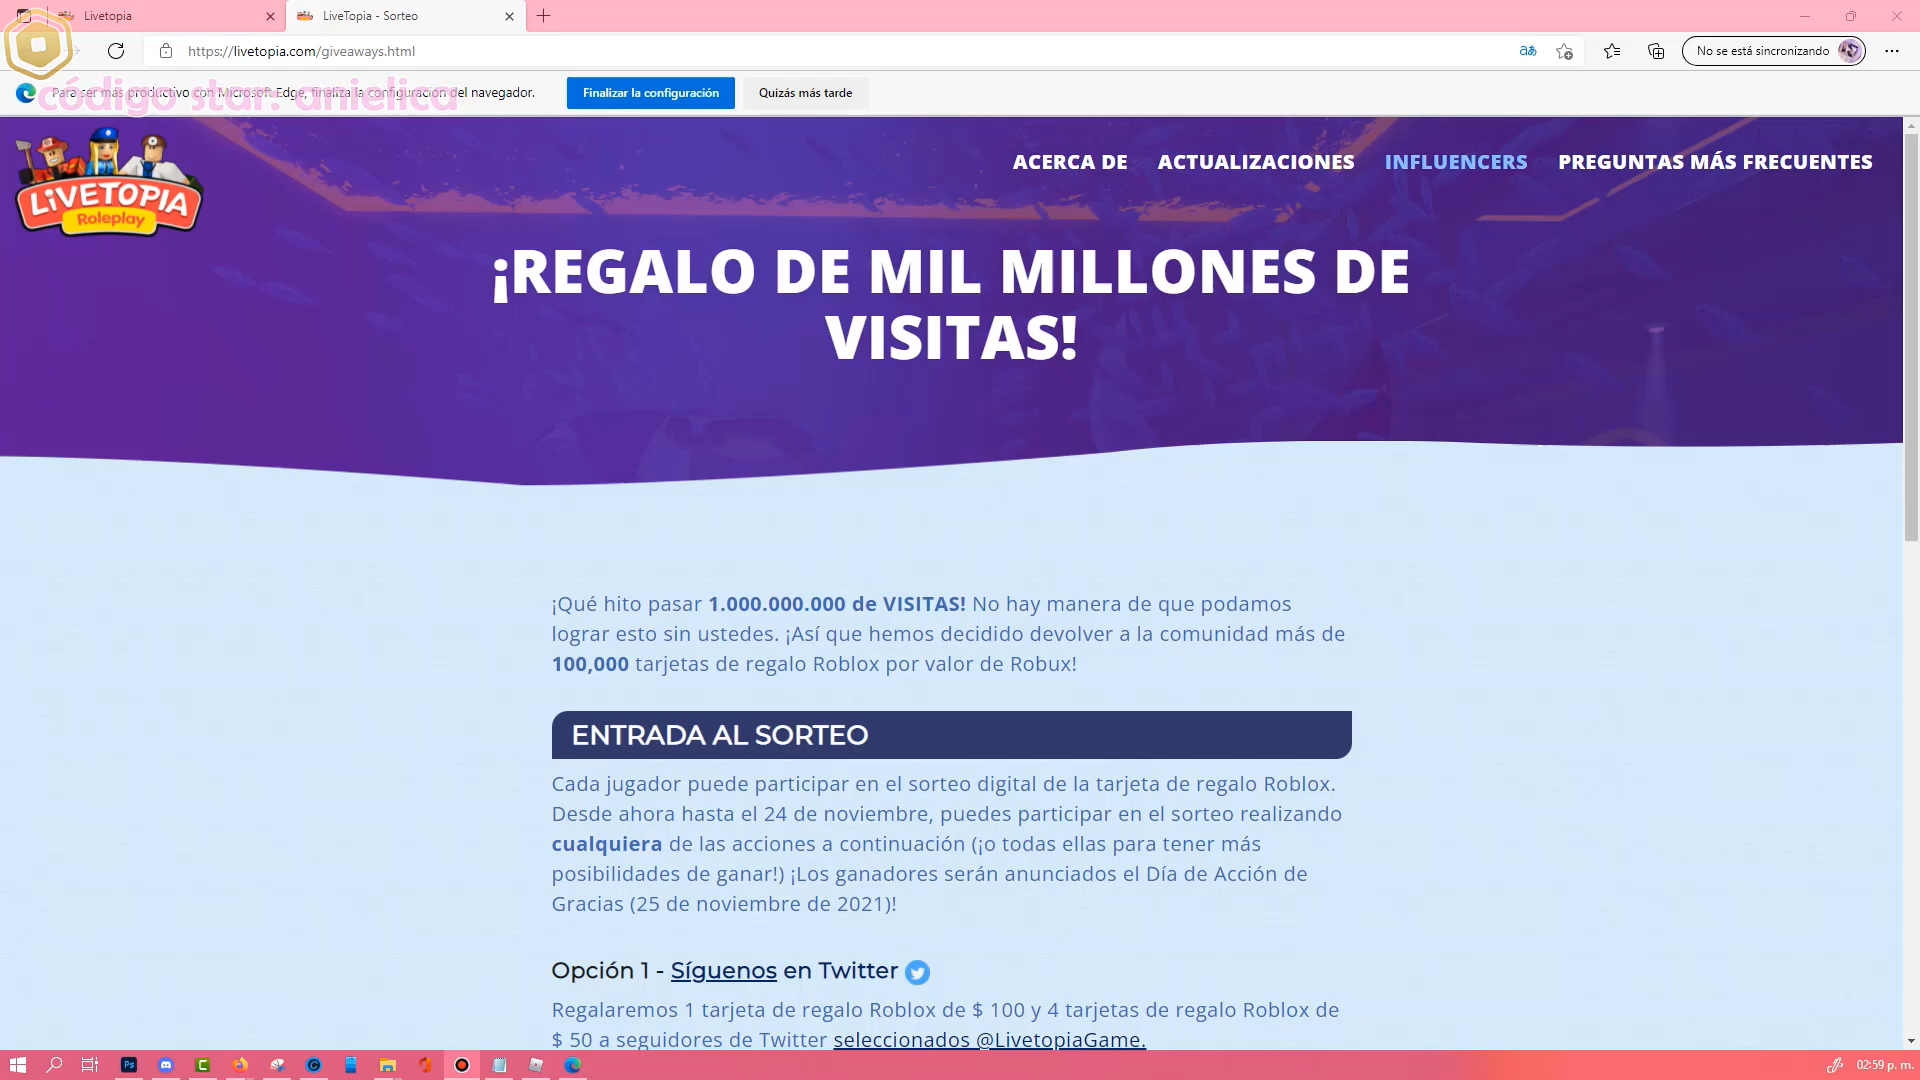 Livetopia
LiveTopia - Sorteo
https://livetopia.com/giveaways.html
No se está sincronizando
Para ser más productivo con Microsoft Edge, finaliza la configuración del navegador.
Finalizar la configuración
Quizás más tarde
código star: anielica
LIVETOPIA
Roleplay
ACERCA DE
ACTUALIZACIONES
INFLUENCERS
PREGUNTAS MÁS FRECUENTES
¡REGALO DE MIL MILLONES DE
VISITAS!
¡Qué hito pasar 1.000.000.000 de VISITAS! No hay manera de que podamos
lograr esto sin ustedes. ¡Así que hemos decidido devolver a la comunidad más de
100,000 tarjetas de regalo Roblox por valor de Robux!
ENTRADA AL SORTEO
Cada jugador puede participar en el sorteo digital de la tarjeta de regalo Roblox.
Desde ahora hasta el 24 de noviembre, puedes participar en el sorteo realizando
cualquiera de las acciones a continuación (¡o todas ellas para tener más
posibilidades de ganar!) ¡Los ganadores serán anunciados el Día de Acción de
Gracias (25 de noviembre de 2021)!
Opción 1 - Síguenos en Twitter
Regalaremos 1 tarjeta de regalo Roblox de $ 100 y 4 tarjetas de regalo Roblox de
$ 50 a seguidores de Twitter seleccionados @LivetopiaGame.
Ps
02:59 p. m.